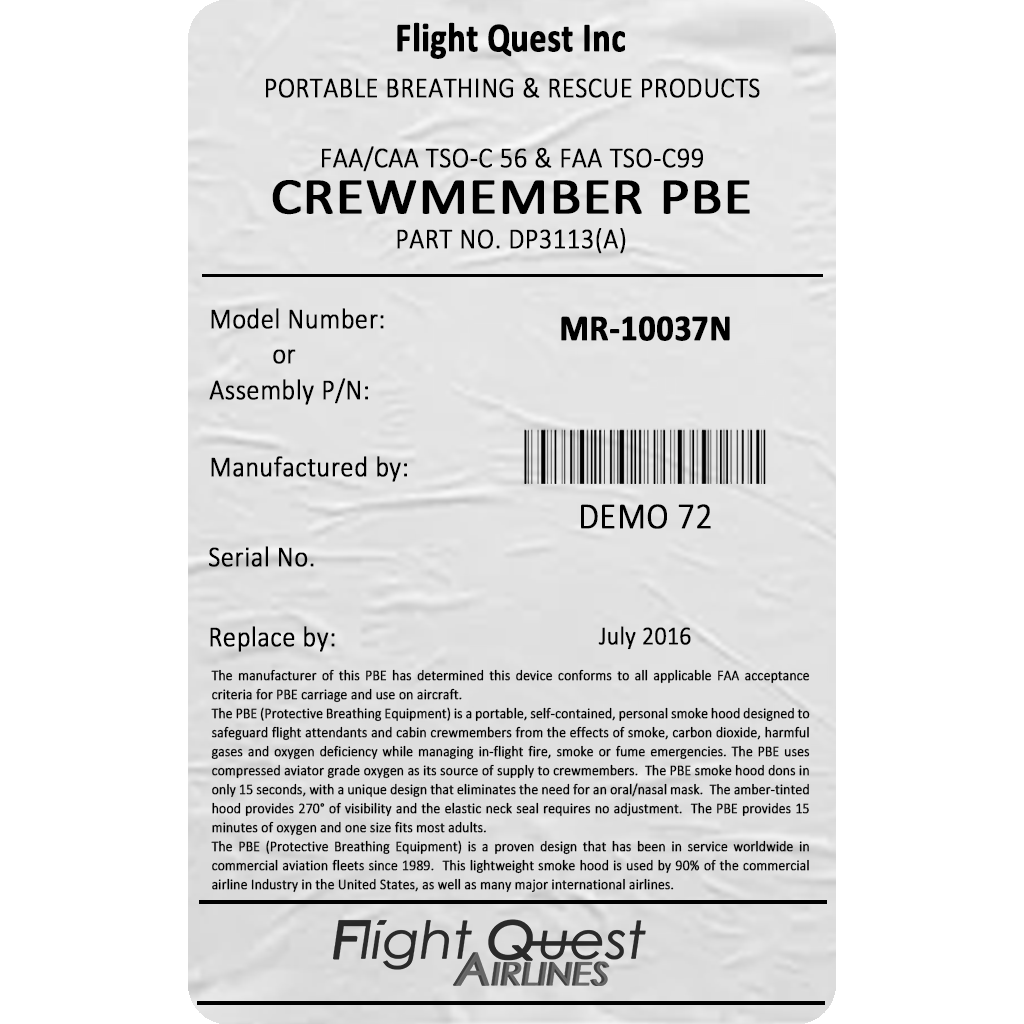 Flight Quest Inc
PORTABLE BREATHING & RESCUE PRODUCTS
FAA/CAA TSO-C 56 & FAA TSO-C99
CREWMEMBER PBE
PART NO. DP3113(A)
Model Number:
or
Assembly P/N:
MR-10037N
Manufactured by:
DEMO 72
Serial No.
Replace by:
July 2016
The manufacturer of this PBE has determined this device conforms to all applicable FAA acceptance
criteria for PBE carriage and use on aircraft.
The PBE (Protective Breathing Equipment) is a portable, self-contained, personal smoke hood designed to
safeguard flight attendants and cabin crewmembers from the effects of smoke, carbon dioxide, harmful
gases and oxygen deficiency while managing in-flight fire, smoke or fume emergencies. The PBE uses
compressed aviator grade oxygen as its source of supply to crewmembers. The PBE smoke hood dons in
only 15 seconds, with a unique design that eliminates the need for an oral/nasal mask. The amber-tinted
hood provides 270° of visibility and the elastic neck seal requires no adjustment. The PBE provides 15
minutes of oxygen and one size fits most adults.
The PBE (Protective Breathing Equipment) is a proven design that has been in service worldwide in
commercial aviation fleets since 1989. This lightweight smoke hood is used by 90% of the commercial
airline Industry in the United States, as well as many major international airlines.
Flight Quest
AIRLINES